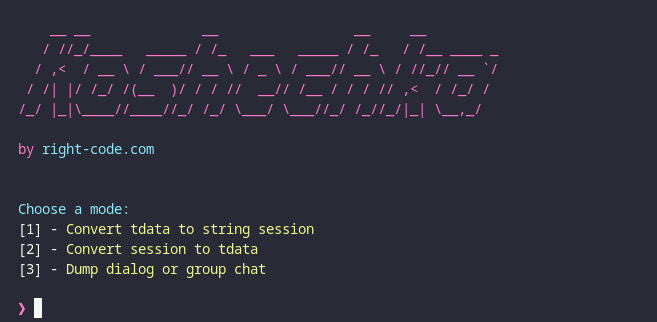 by right-code.com
Choose a mode:
[1] - Convert tdata to string session
[2] - Convert session to tdata
[3] - Dump dialog or group chat
❯